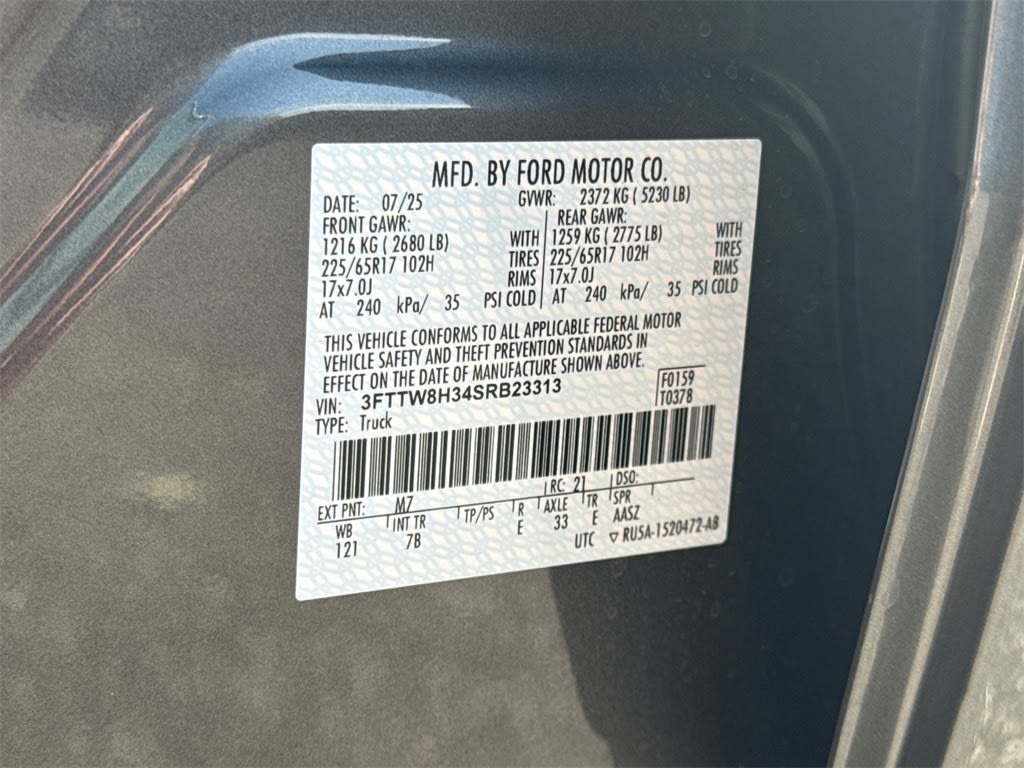 MFD. BY FORD MOTOR CO.
DATE: 07/25 GVWR: 2372 KG ( 5230 LB)
FRONT GAWR: REAR GAWR:
1216 KG ( 2680 LB) WITH 1259 KG ( 2775 LB) WITH
225/65R17 102H TIRES 225/65R17 102H TIRES
17x7.0J RIMS 17x7.0J RIMS
AT 240 kPa/ 35 PSI COLD AT 240 kPa/ 35 PSI COLD
THIS VEHICLE CONFORMS TO ALL APPLICABLE FEDERAL MOTOR
VEHICLE SAFETY AND THEFT PREVENTION STANDARDS IN
EFFECT ON THE DATE OF MANUFACTURE SHOWN ABOVE.
VIN: 3FTTW8H34SRB23313 F0159
TYPE: Truck T0378
EXT PNT: M7 RC: 21 DSO:
WB INT TR TP/PS R AXLE TR SPR
121 7B E 33 E AASZ
UTC ▽ RU5A-1520472-AB